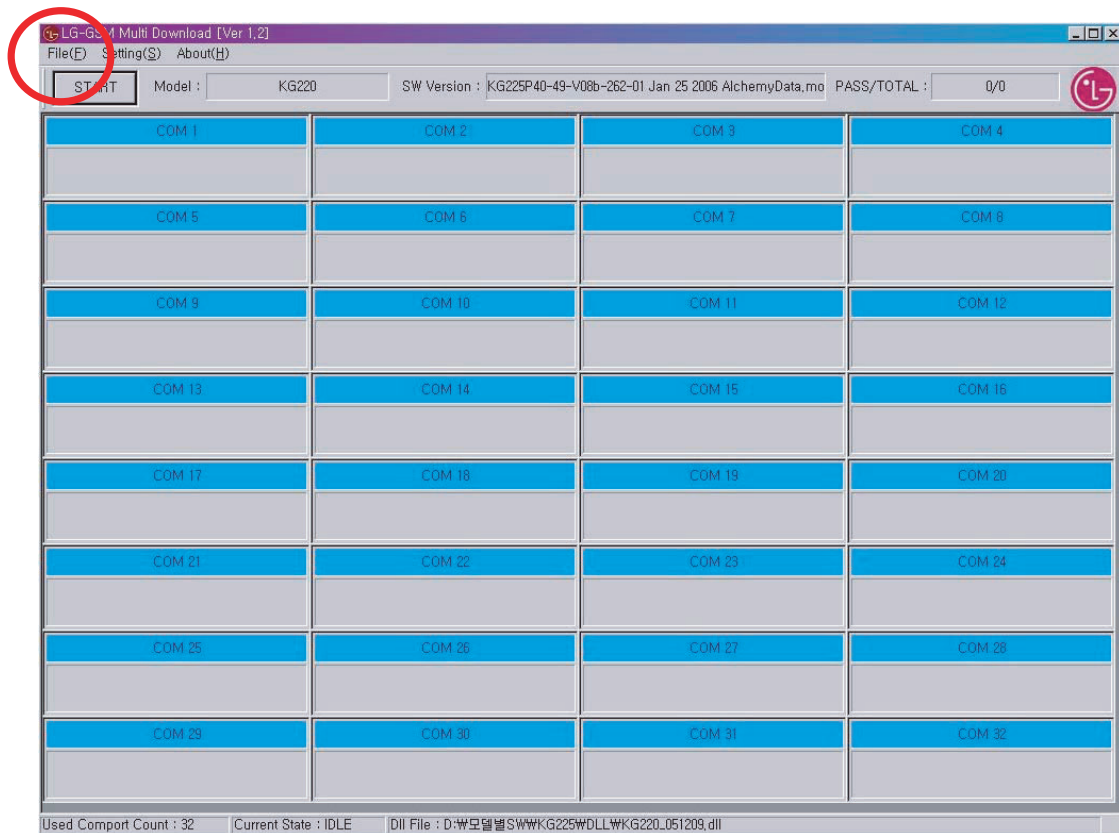 LG-GSM Multi Download [Ver 1,2]
File(F) Setting(S) About(H)
START Model : KG220 SW Version : KG225P40-49-V08b-262-01 Jan 25 2006 AlchemyData,mo PASS/TOTAL : 0/0
COM 1 COM 2 COM 3 COM 4
COM 5 COM 6 COM 7 COM 8
COM 9 COM 10 COM 11 COM 12
COM 13 COM 14 COM 15 COM 16
COM 17 COM 18 COM 19 COM 20
COM 21 COM 22 COM 23 COM 24
COM 25 COM 26 COM 27 COM 28
COM 29 COM 30 COM 31 COM 32
Used Comport Count : 32 Current State : IDLE Dll File : D:₩모델별SW₩KG225₩DLL₩KG220_051209,dll